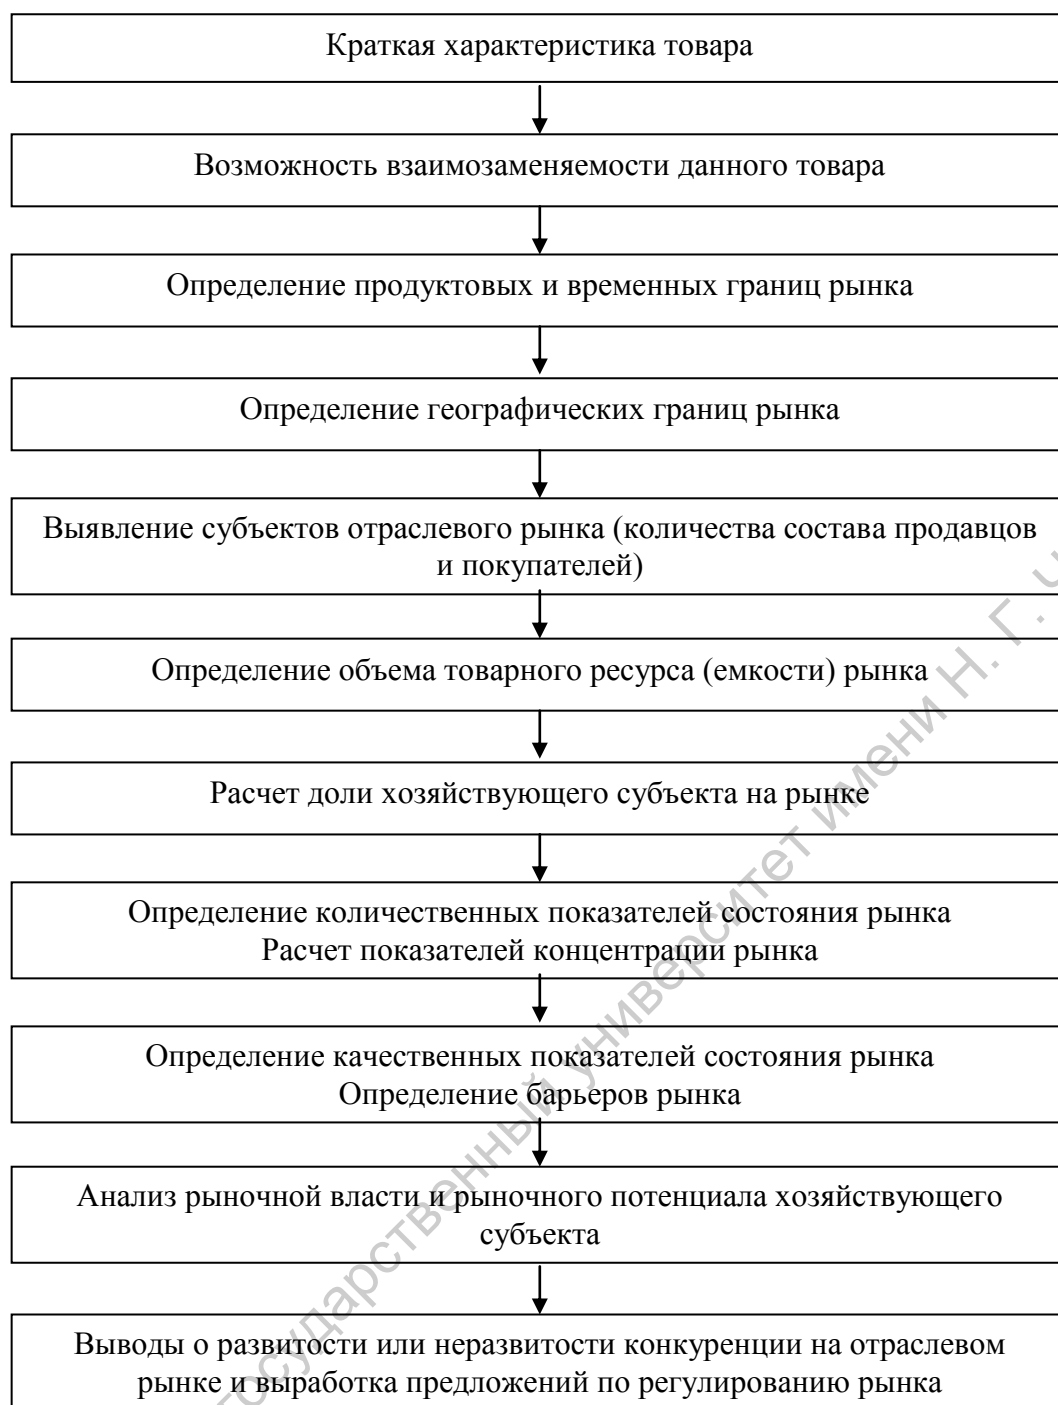 Краткая характеристика товара
Возможность взаимозаменяемости данного товара
Определение продуктовых и временных границ рынка
Определение географических границ рынка
Выявление субъектов отраслевого рынка (количества состава продавцов
и покупателей)
Определение объема товарного ресурса (емкости) рынка
Расчет доли хозяйствующего субъекта на рынке
Определение количественных показателей состояния рынка
Расчет показателей концентрации рынка
Определение качественных показателей состояния рынка
Определение барьеров рынка
Анализ рыночной власти и рыночного потенциала хозяйствующего
субъекта
Выводы о развитости или неразвитости конкуренции на отраслевом
рынке и выработка предложений по регулированию рынка
государственный университет имени Н. Г.